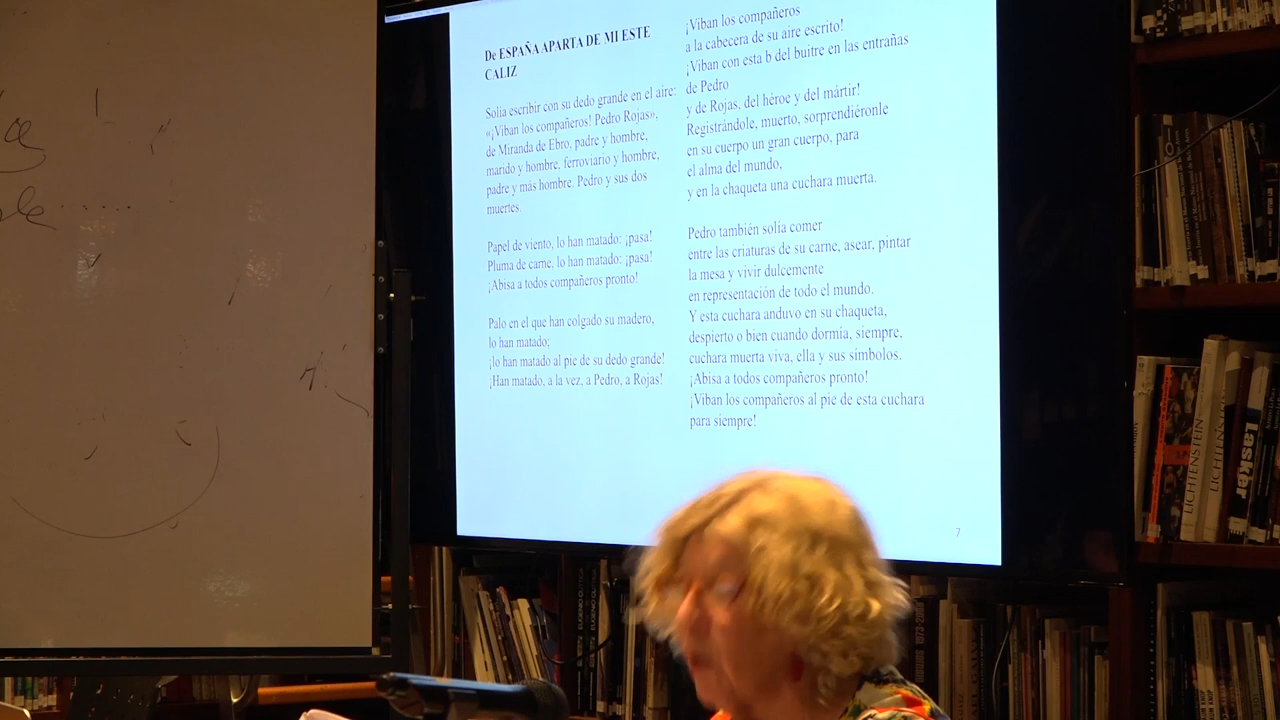 De ESPAÑA APARTA DE MI ESTE
CALIZ
Solía escribir con su dedo grande en el aire:
«¡Viban los compañeros! Pedro Rojas»,
de Miranda de Ebro, padre y hombre,
marido y hombre, ferroviario y hombre,
padre y más hombre. Pedro y sus dos
muertes.
Papel de viento, lo han matado: ¡pasa!
Pluma de carne, lo han matado: ¡pasa!
¡Abisa a todos compañeros pronto!
Palo en el que han colgado su madero,
lo han matado;
¡lo han matado al pie de su dedo grande!
¡Han matado, a la vez, a Pedro, a Rojas!
¡Viban los compañeros
a la cabecera de su aire escrito!
¡Viban con esta b del buitre en las entrañas
de Pedro
y de Rojas, del héroe y del mártir!
Registrándole, muerto, sorprendiéronle
en su cuerpo un gran cuerpo, para
el alma del mundo,
y en la chaqueta una cuchara muerta.
Pedro también solía comer
entre las criaturas de su carne, asear, pintar
la mesa y vivir dulcemente
en representación de todo el mundo.
Y esta cuchara anduvo en su chaqueta,
despierto o bien cuando dormía, siempre,
cuchara muerta viva, ella y sus símbolos.
¡Abisa a todos compañeros pronto!
¡Viban los compañeros al pie de esta cuchara
para siempre!
7
LICHTENSTEIN
LICHTENSTEIN
Lasker